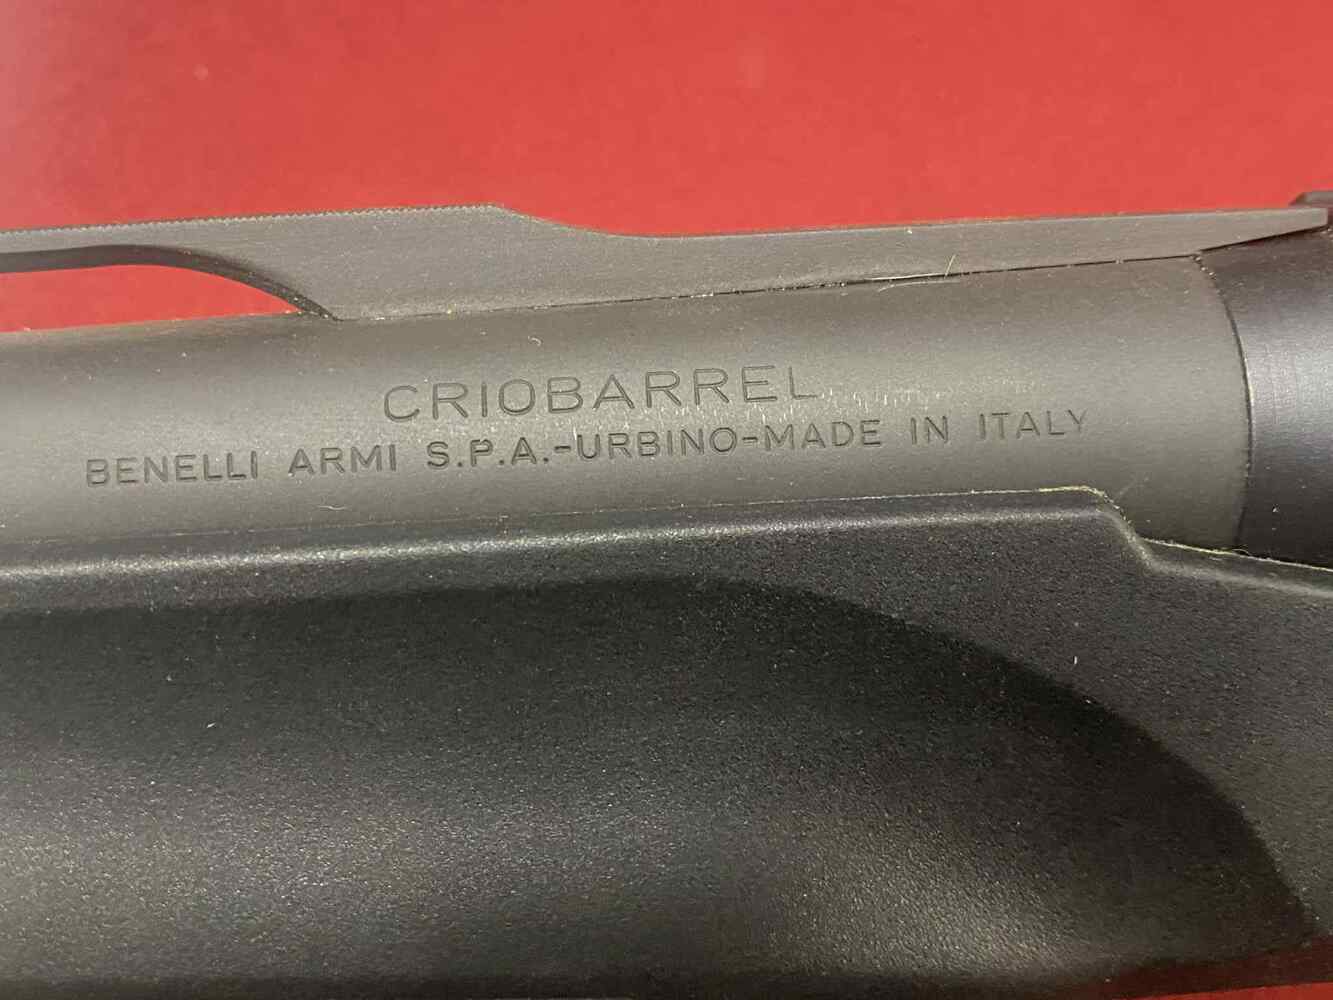 CRIOBARREL
BENELLI ARMI S.P.A.-URBINO-MADE IN ITALY